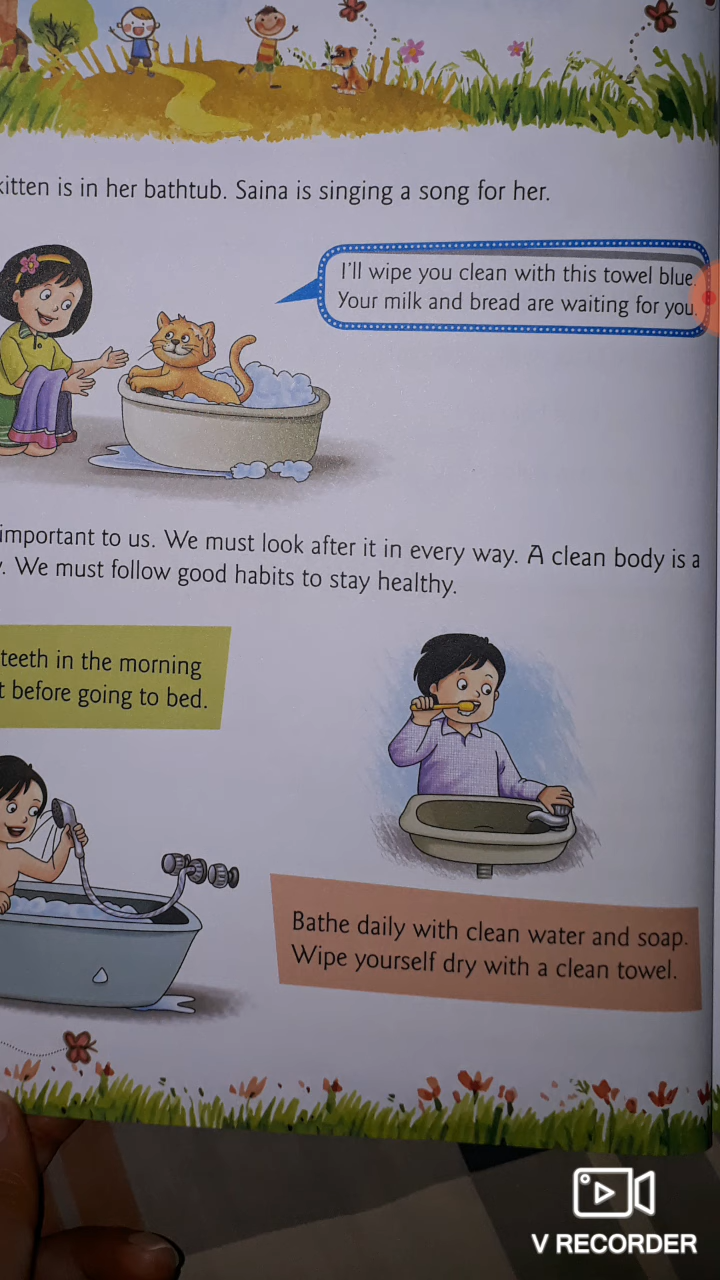 kitten is in her bathtub. Saina is singing a song for her.
I'll wipe you clean with this towel blue.
Your milk and bread are waiting for you.
important to us. We must look after it in every way. A clean body is a
. We must follow good habits to stay healthy.
teeth in the morning
before going to bed.
Bathe daily with clean water and soap.
Wipe yourself dry with a clean towel.
V RECORDER